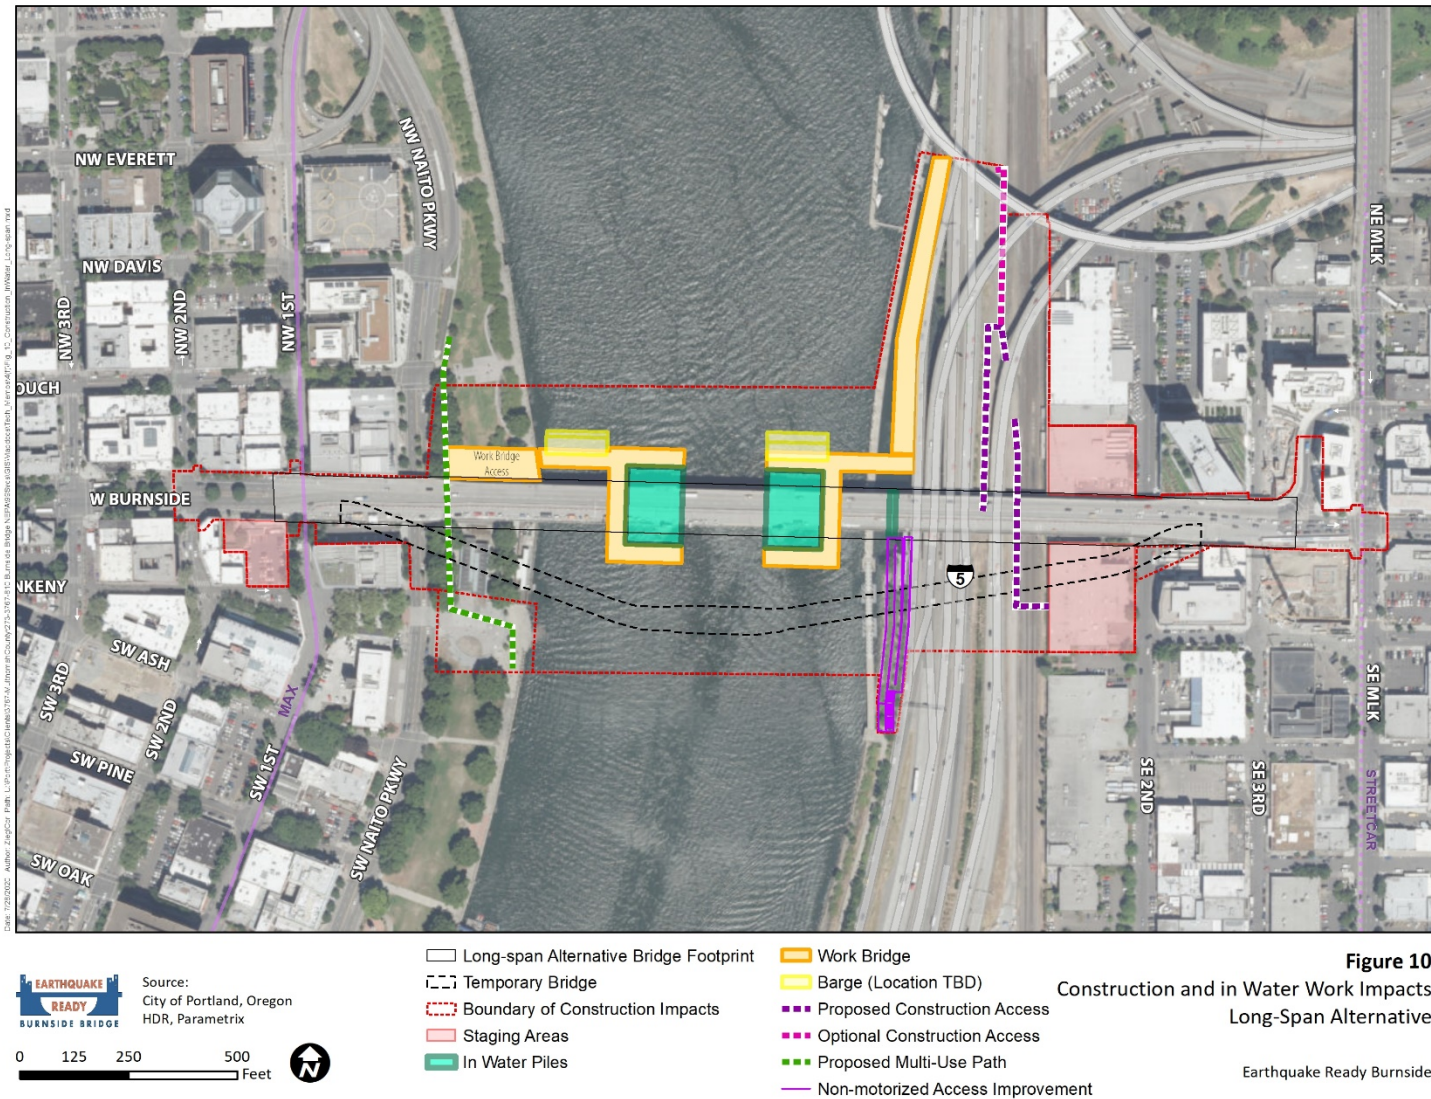 NW EVERETT
NW NAITO PKWY
NE MLK
NW DAVIS
NW 3RD
NW 2ND
NW 1ST
OUCH
Work Bridge
Access
W BURNSIDE
5
NKENY
SW ASH
SW 3RD
SW 2ND
MAX
SW 1ST
SW PINE
SW NAITO PKWY
SW OAK
SE MLK
SE 2ND
SE 3RD
STREETCAR
Long-span Alternative Bridge Footprint
Temporary Bridge
Boundary of Construction Impacts
Staging Areas
In Water Piles
Work Bridge
Barge (Location TBD)
Proposed Construction Access
Optional Construction Access
Proposed Multi-Use Path
Non-motorized Access Improvement
Figure 10
Construction and in Water Work Impacts
Long-Span Alternative
Earthquake Ready Burnside
EARTHQUAKE
READY
BURNSIDE BRIDGE
Source:
City of Portland, Oregon
HDR, Parametrix
0 125 250 500
Feet
N